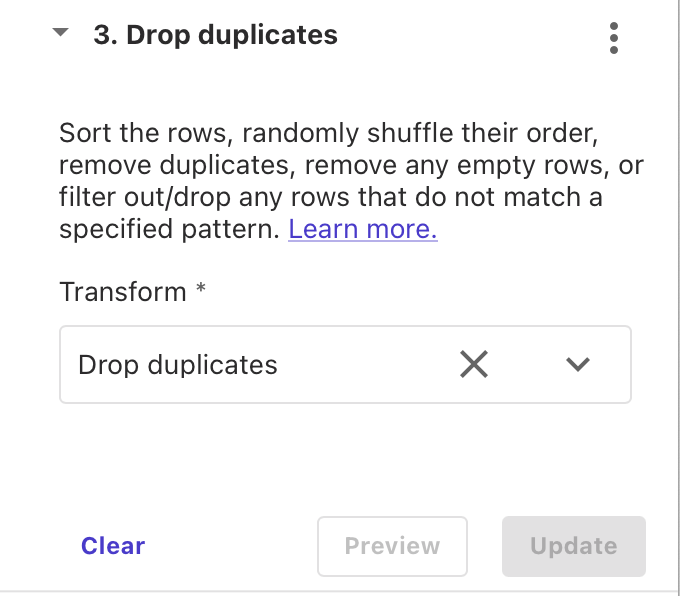 3. Drop duplicates
Sort the rows, randomly shuffle their order,
remove duplicates, remove any empty rows, or
filter out/drop any rows that do not match a
specified pattern. Learn more.
Transform *
Drop duplicates
Clear
Preview
Update